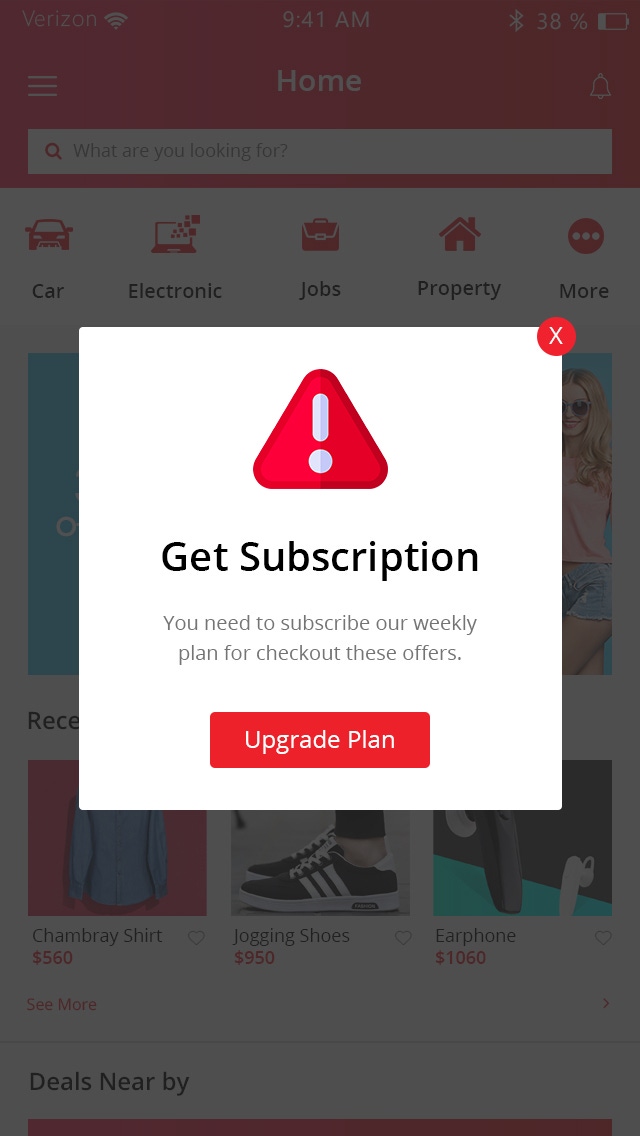 Verizon 9:41 AM 38 %
Home
What are you looking for?
Car Electronic Jobs Property More
X
!
Get Subscription
You need to subscribe our weekly
plan for checkout these offers.
Upgrade Plan
Chambray Shirt Jogging Shoes Earphone
$560 $950 $1060
See More >
Deals Near by